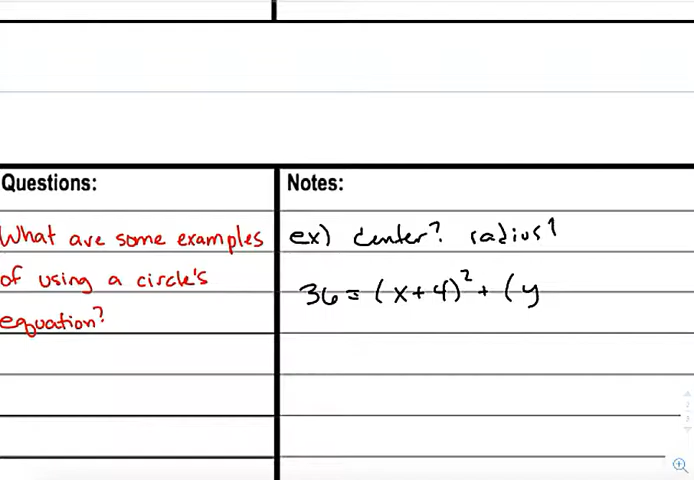 Questions:
What are some examples
of using a circle's
equation?
Notes:
ex) center? radius?
36 = (x+4)² + (y